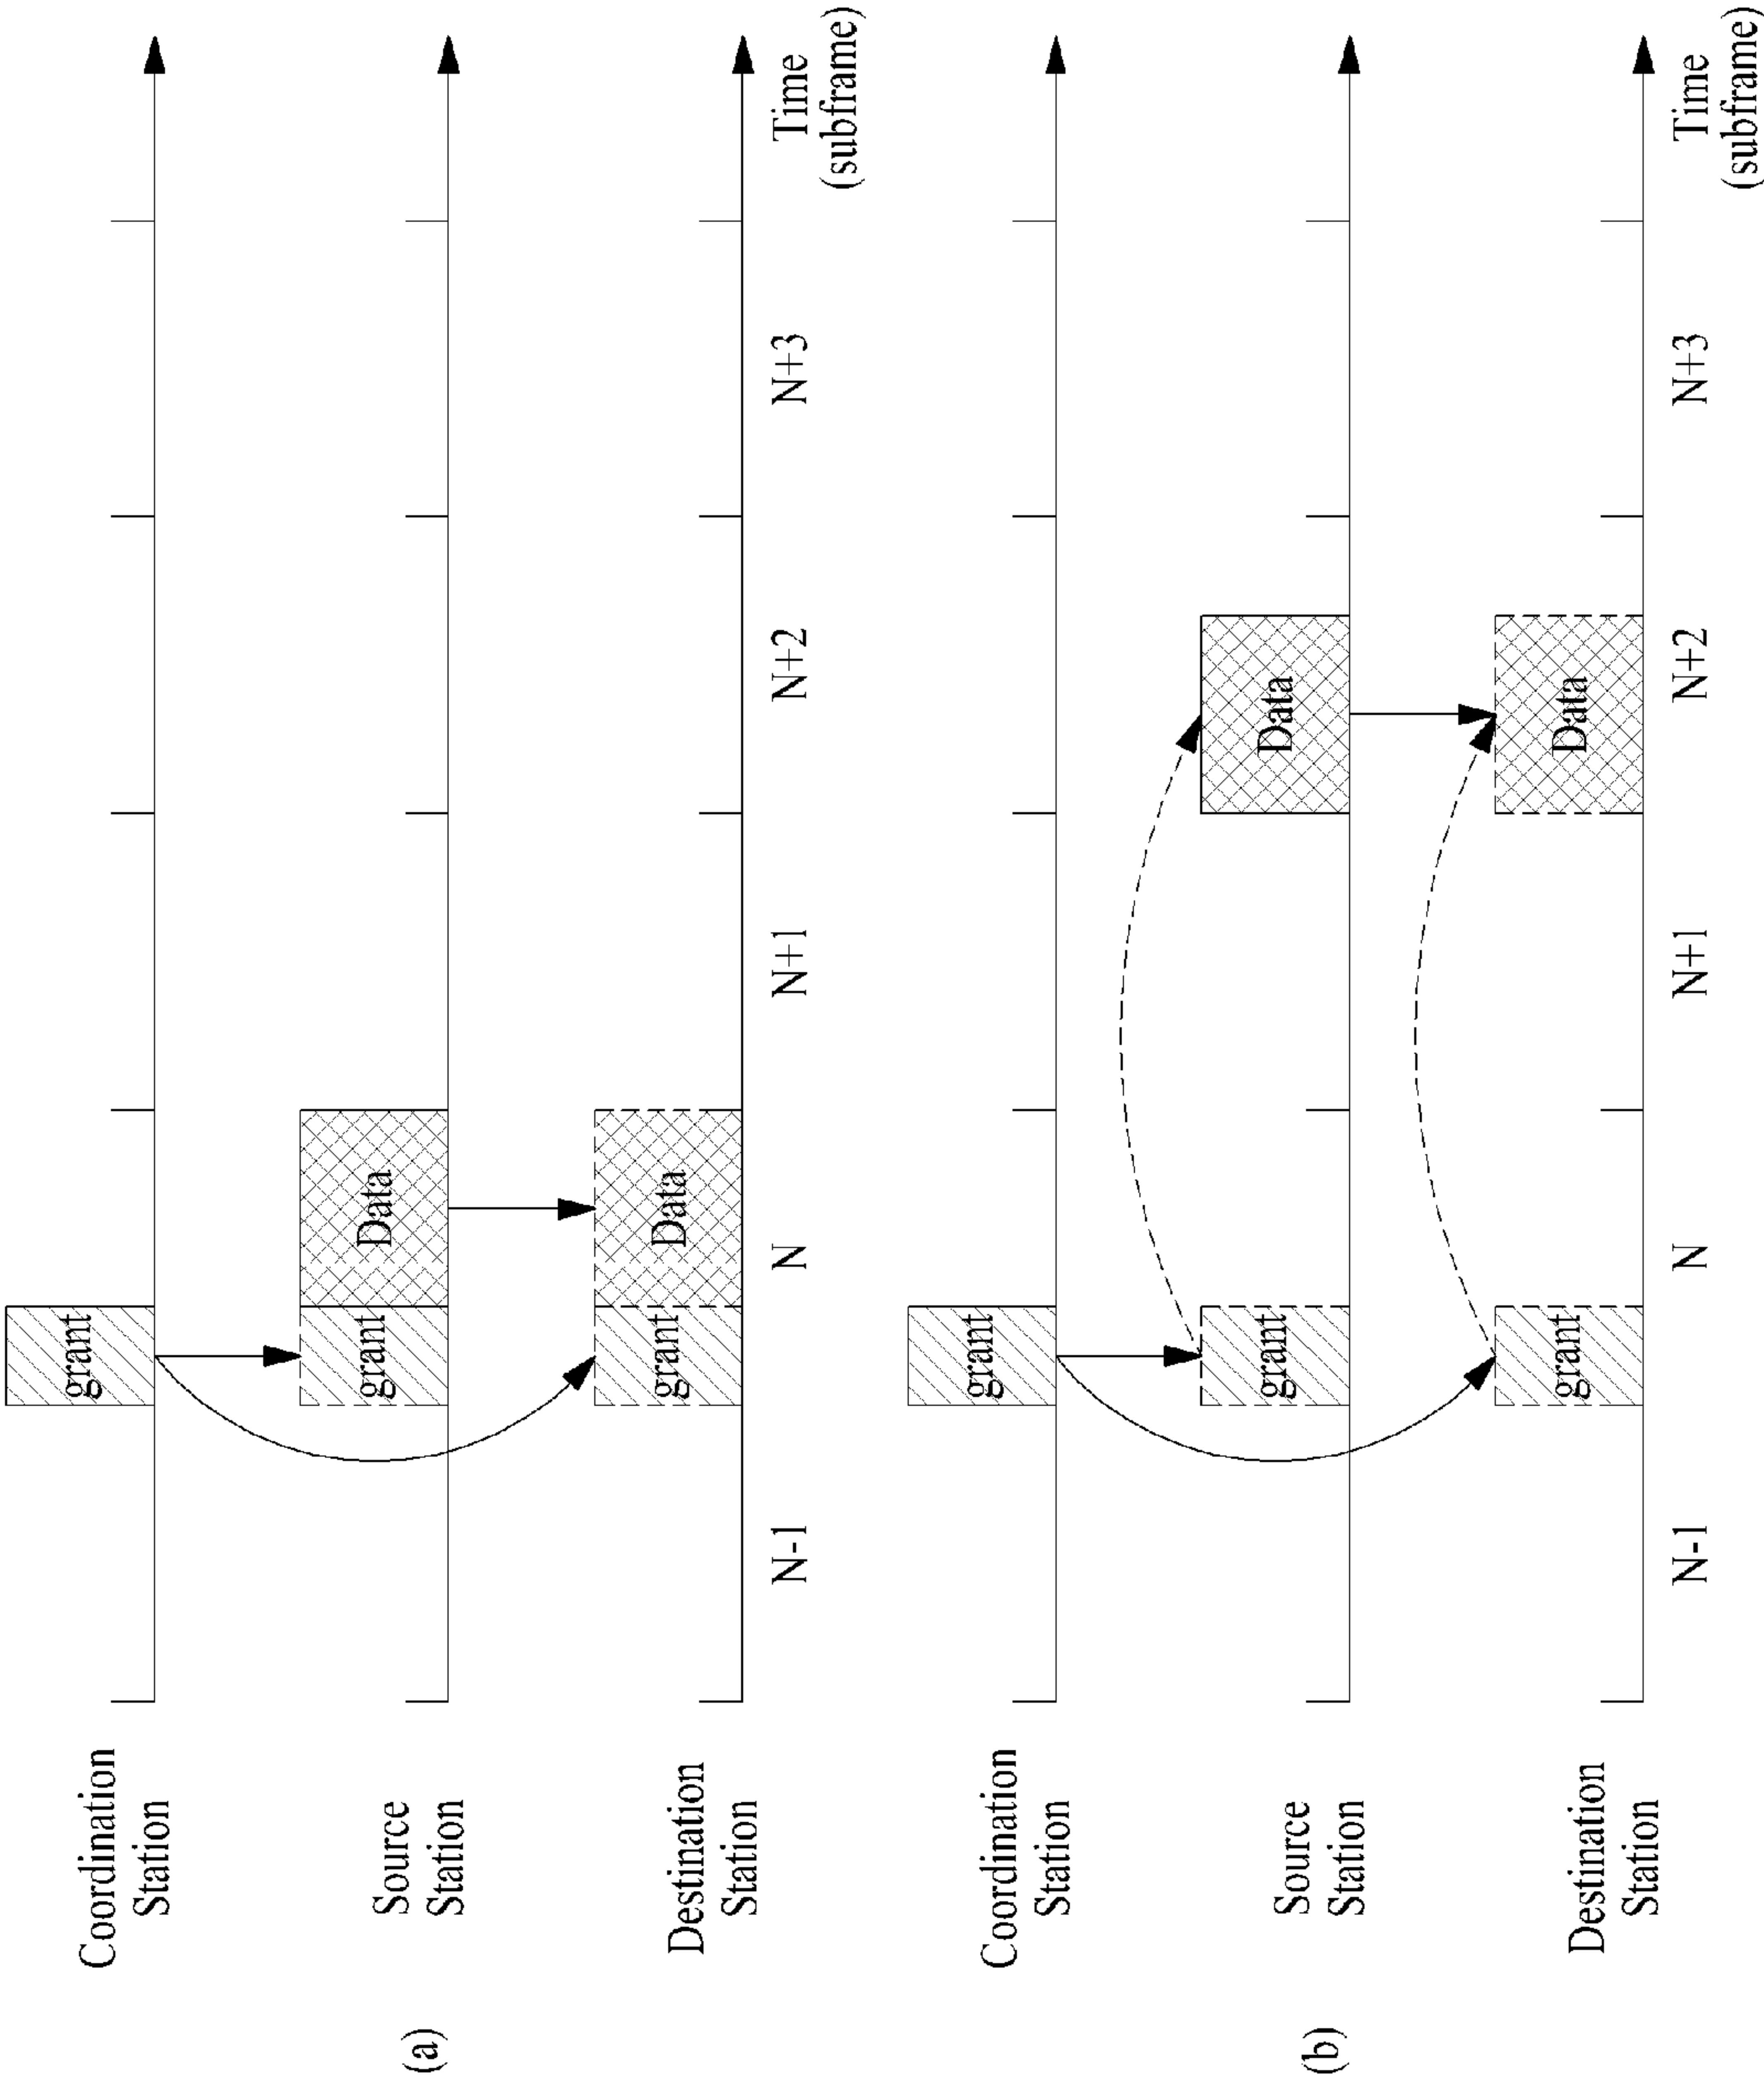 (a)
Coordination
Station
grant
Source
Station
grant
Data
Destination
Station
grant
Data
N-1
N
N+1
N+2
N+3
Time
(subframe)
(b)
Coordination
Station
grant
Source
Station
grant
Data
Destination
Station
grant
Data
N-1
N
N+1
N+2
N+3
Time
(subframe)